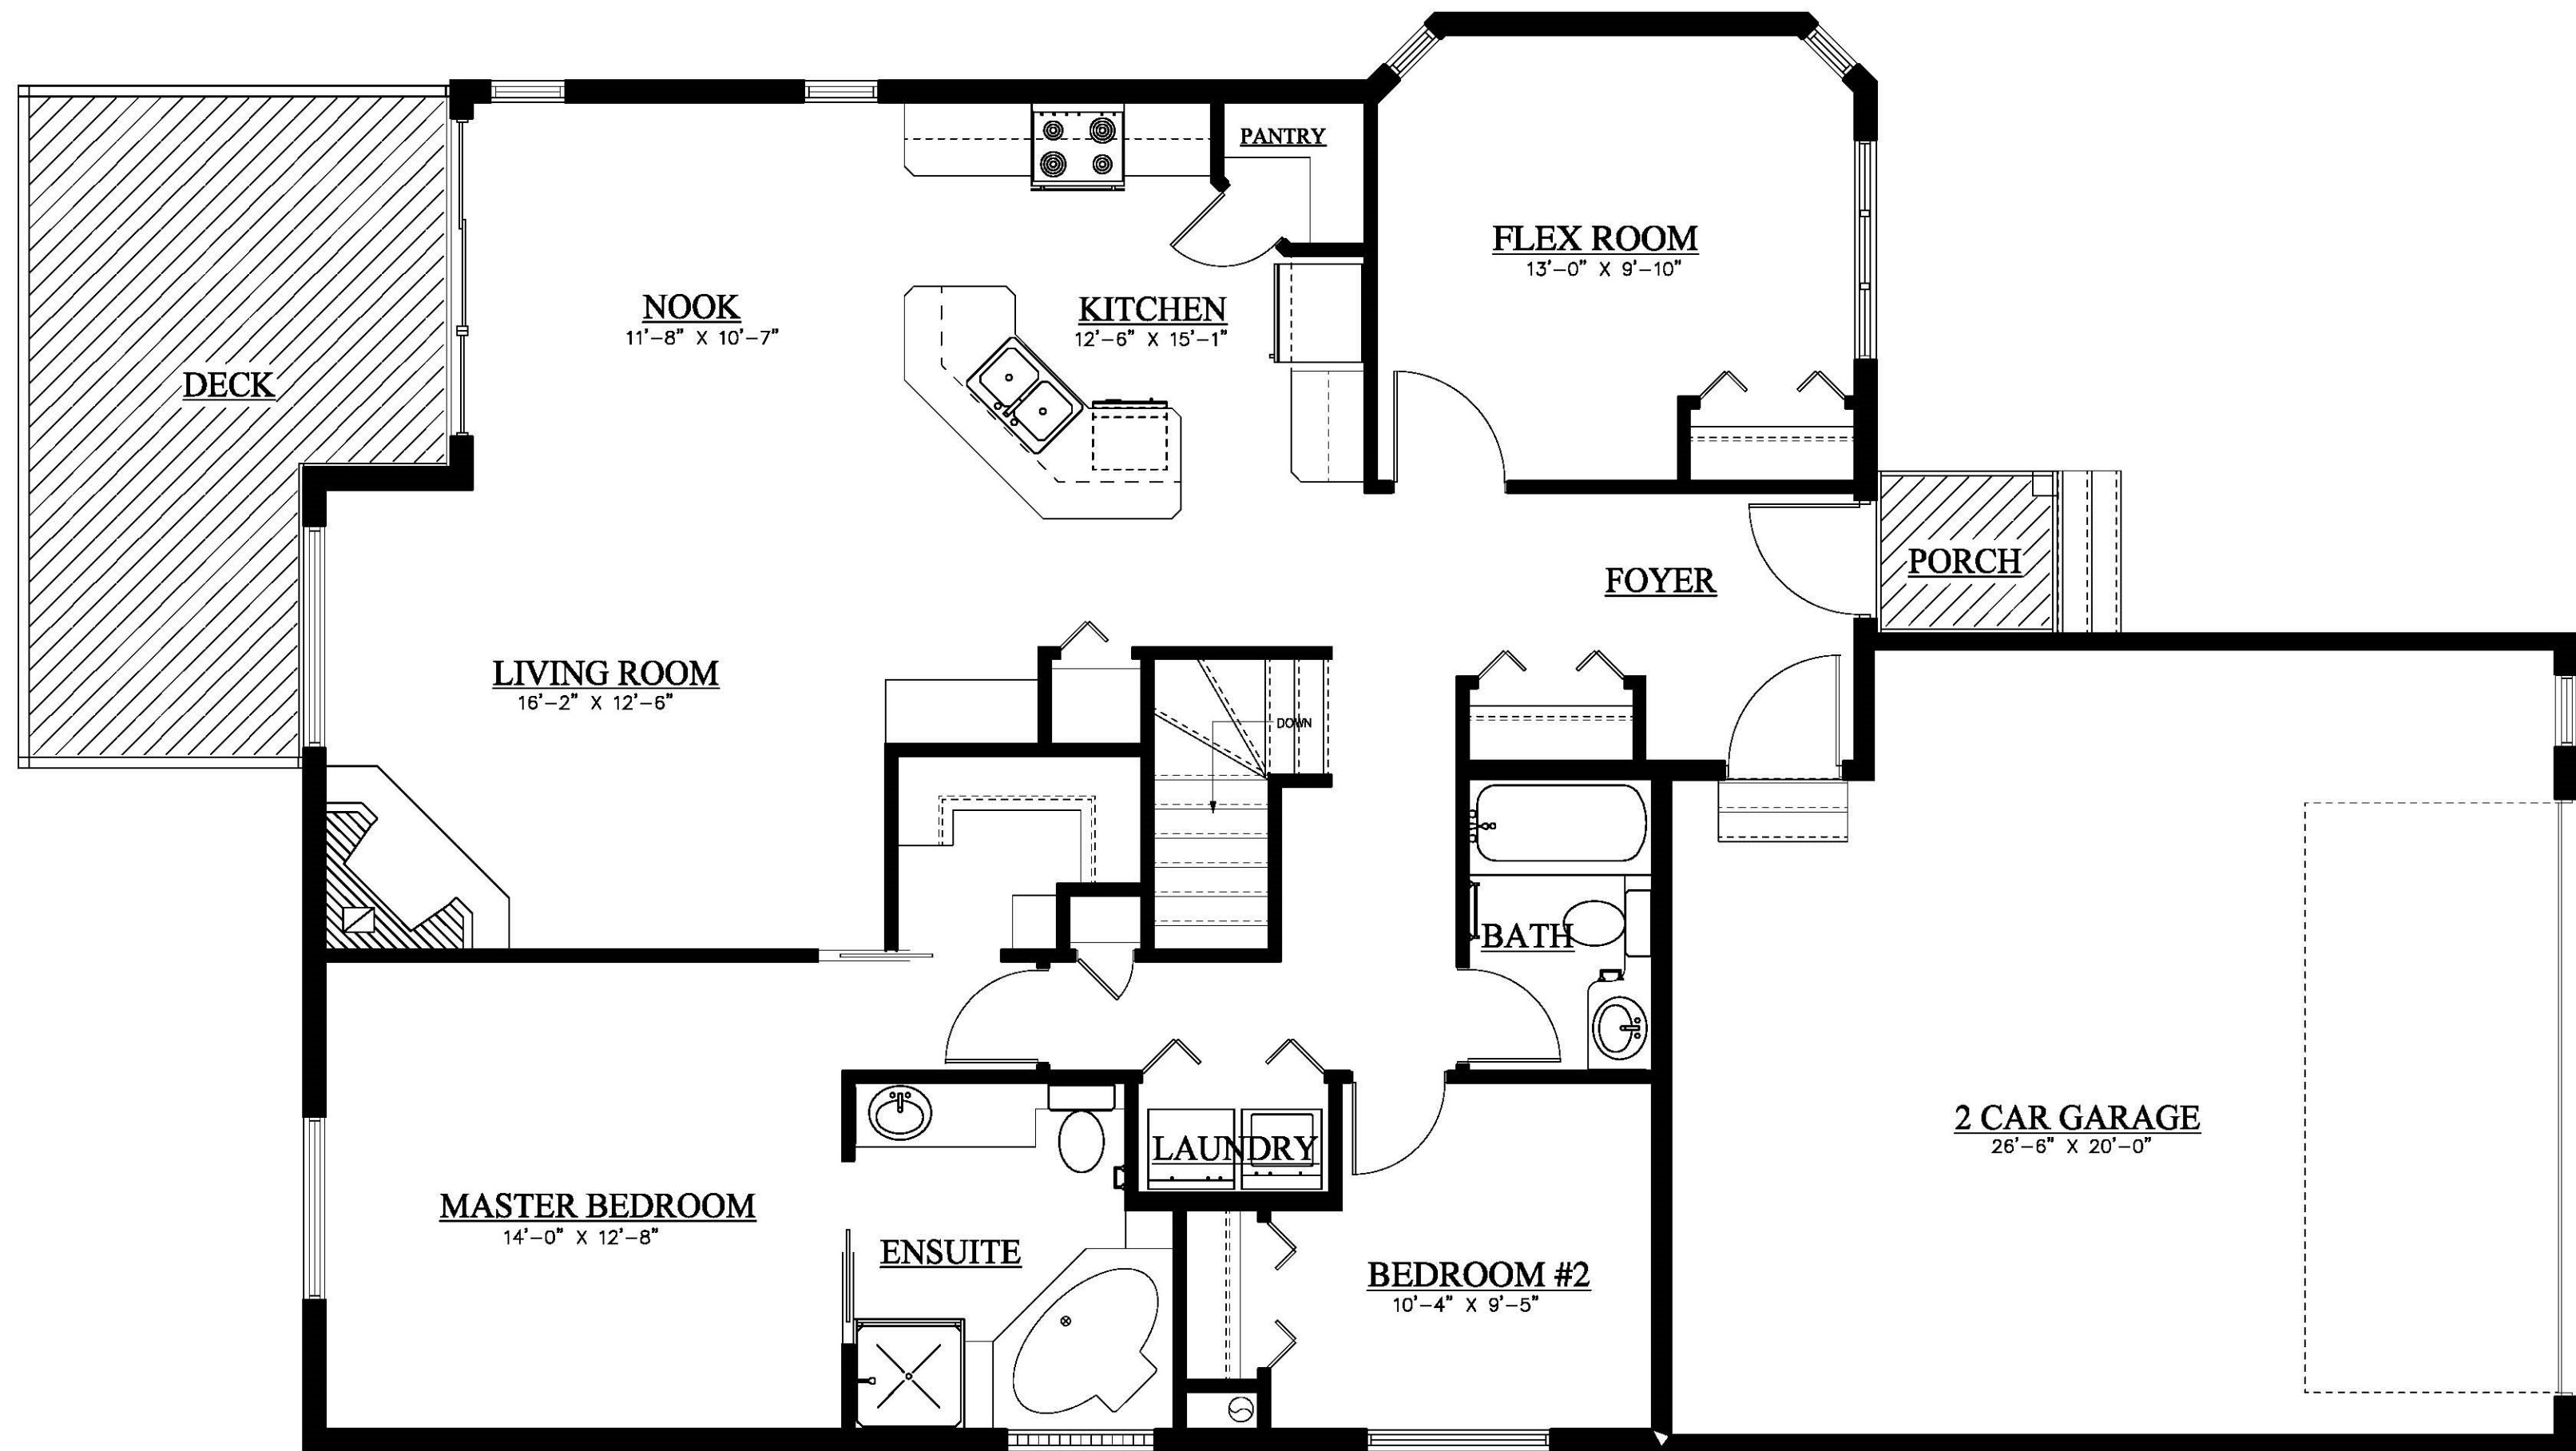 PANTRY
FLEX ROOM
13'-0" X 9'-10"
NOOK
11'-8" X 10'-7"
KITCHEN
12'-6" X 15'-1"
DECK
PORCH
FOYER
LIVING ROOM
16'-2" X 12'-6"
DOWN
BATH
2 CAR GARAGE
26'-6" X 20'-0"
LAUNDRY
MASTER BEDROOM
14'-0" X 12'-8"
ENSUITE
BEDROOM #2
10'-4" X 9'-5"